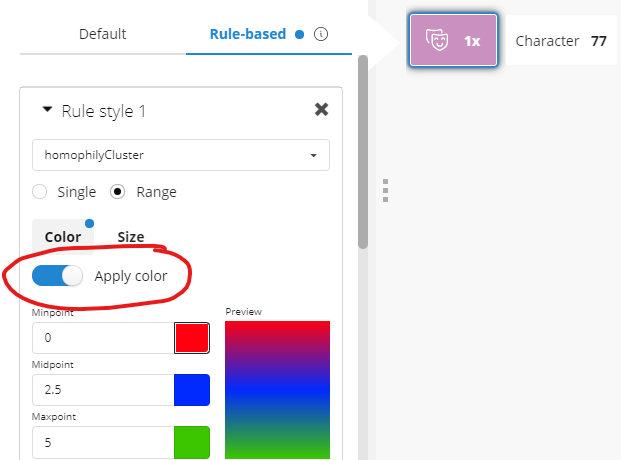 Default Rule-based
1x Character 77
Rule style 1
homophilyCluster
Single Range
Color Size
Apply color
Minpoint Preview
0
Midpoint
2.5
Maxpoint
5